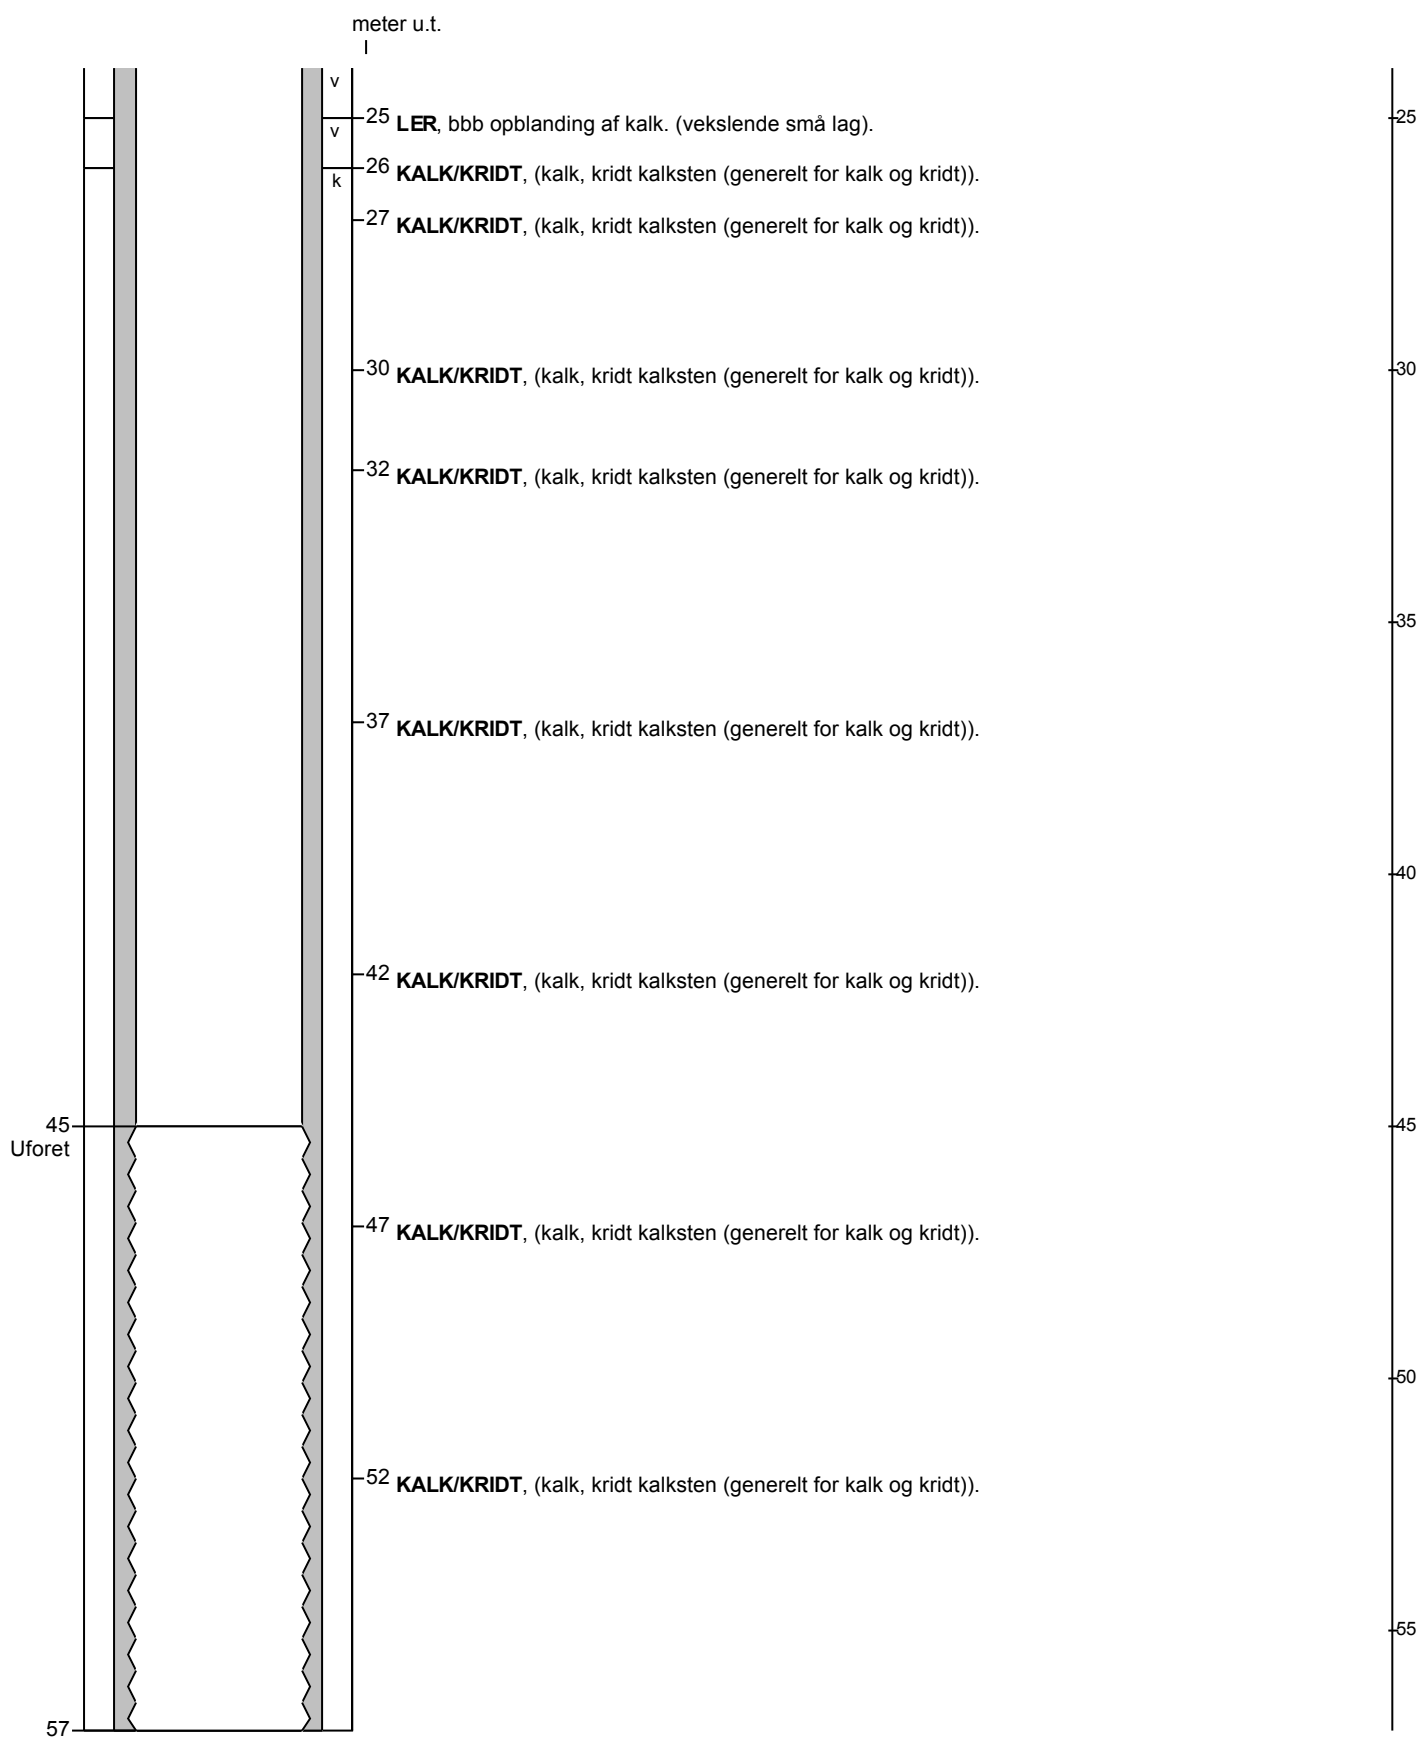 meter u.t.
v
25 LER, bbb opblanding af kalk. (vekslende små lag). 25
v
26 KALK/KRIDT, (kalk, kridt kalksten (generelt for kalk og kridt)).
k
27 KALK/KRIDT, (kalk, kridt kalksten (generelt for kalk og kridt)).
30 KALK/KRIDT, (kalk, kridt kalksten (generelt for kalk og kridt)). 30
32 KALK/KRIDT, (kalk, kridt kalksten (generelt for kalk og kridt)).
35
37 KALK/KRIDT, (kalk, kridt kalksten (generelt for kalk og kridt)).
40
42 KALK/KRIDT, (kalk, kridt kalksten (generelt for kalk og kridt)).
45 45
Uforet
47 KALK/KRIDT, (kalk, kridt kalksten (generelt for kalk og kridt)).
50
52 KALK/KRIDT, (kalk, kridt kalksten (generelt for kalk og kridt)).
55
57